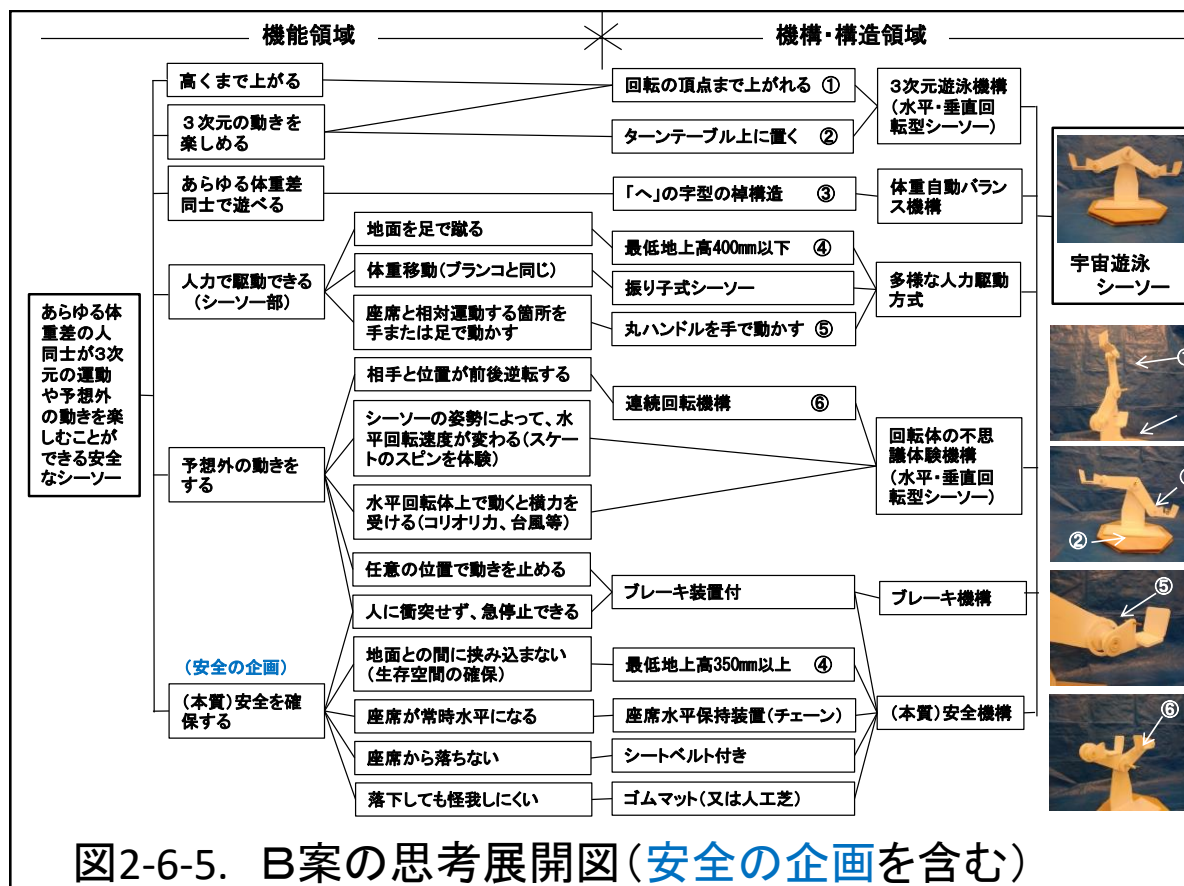 機能領域
機構・構造領域
高くまで上がる
３次元の動きを
楽しめる
あらゆる体重差
同士で遊べる
人力で駆動できる
（シーソー部）
あらゆる体
重差の人
同士が３次
元の運動
や予想外
の動きを楽
しむことが
できる安全
なシーソー
予想外の動きを
する
（安全の企画）
（本質）安全を確
保する
地面を足で蹴る
体重移動（ブランコと同じ）
座席と相対運動する箇所を
手または足で動かす
相手と位置が前後逆転する
シーソーの姿勢によって、水
平回転速度が変わる（スケー
トのスピンを体験）
水平回転体上で動くと横力を
受ける（コリオリカ、台風等）
任意の位置で動きを止める
人に衝突せず、急停止できる
地面との間に挟み込まない
（生存空間の確保）
座席が常時水平になる
座席から落ちない
落下しても怪我しにくい
回転の頂点まで上がれる ①
ターンテーブル上に置く ②
「へ」の字型の棹構造 ③
最低地上高400mm以下 ④
振り子式シーソー
丸ハンドルを手で動かす ⑤
連続回転機構 ⑥
ブレーキ装置付
最低地上高350mm以上 ④
座席水平保持装置（チェーン）
シートベルト付き
ゴムマット（又は人工芝）
３次元遊泳機構
（水平・垂直回
転型シーソー）
体重自動バラン
ス機構
多様な人力駆動
方式
回転体の不思
議体験機構
（水平・垂直回
転型シーソー）
ブレーキ機構
（本質）安全機構
宇宙遊泳
シーソー
②
⑤
⑥
図2-6-5. B案の思考展開図（安全の企画を含む）